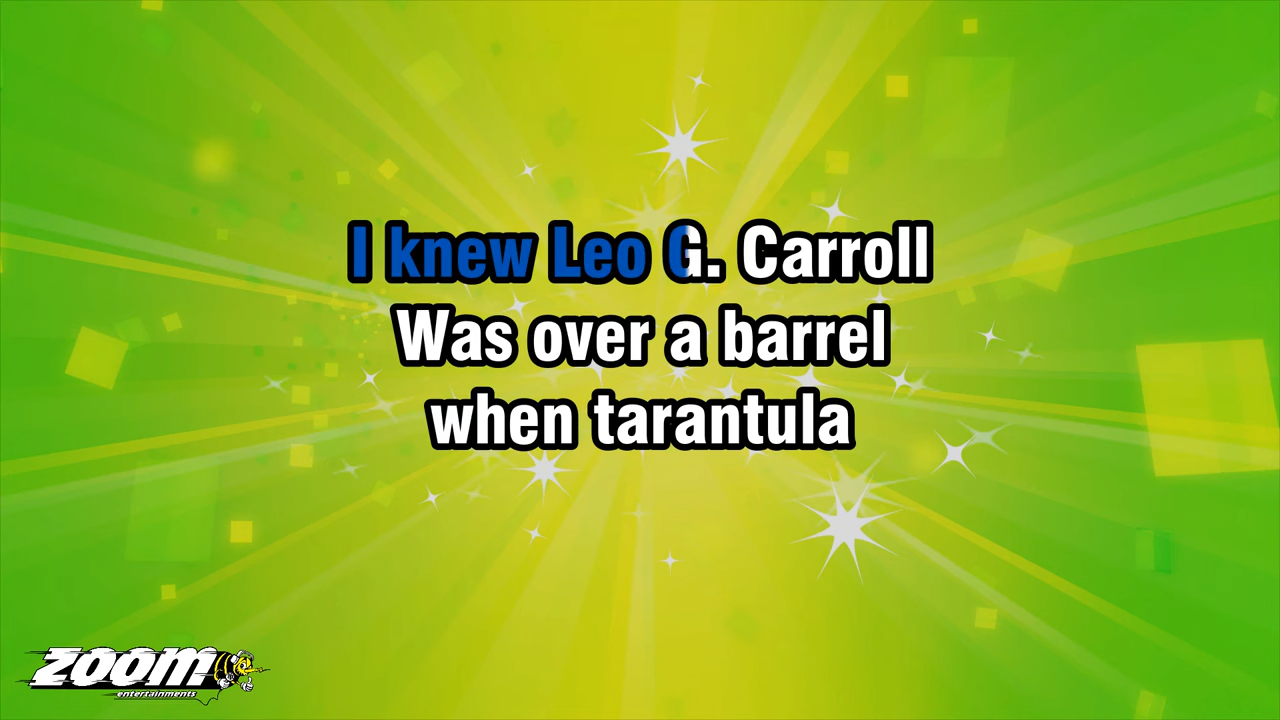 I knew Leo G. Carroll
Was over a barrel
when tarantula
zoom
entertainments